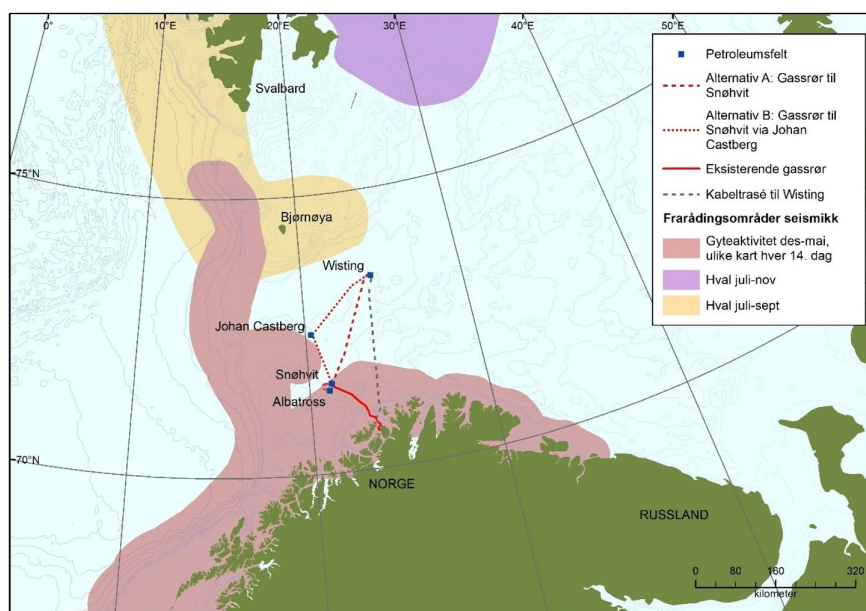 0°
10°E
20°E
30°E
40°E
50°E
Svalbard
75°N
Bjørnøya
Wisting
Johan Castberg
Snøhvit
Albatross
70°N
NORGE
RUSSLAND
Petroleumsfelt
Alternativ A: Gassrør til
Snøhvit
Alternativ B: Gassrør til
Snøhvit via Johan
Castberg
Eksisterende gassrør
Kabeltrasé til Wisting
Frarådingsområder seismikk
Gyteaktivitet des-mai,
ulike kart hver 14. dag
Hval juli-nov
Hval juli-sept
0 80 160 240 320
kilometer